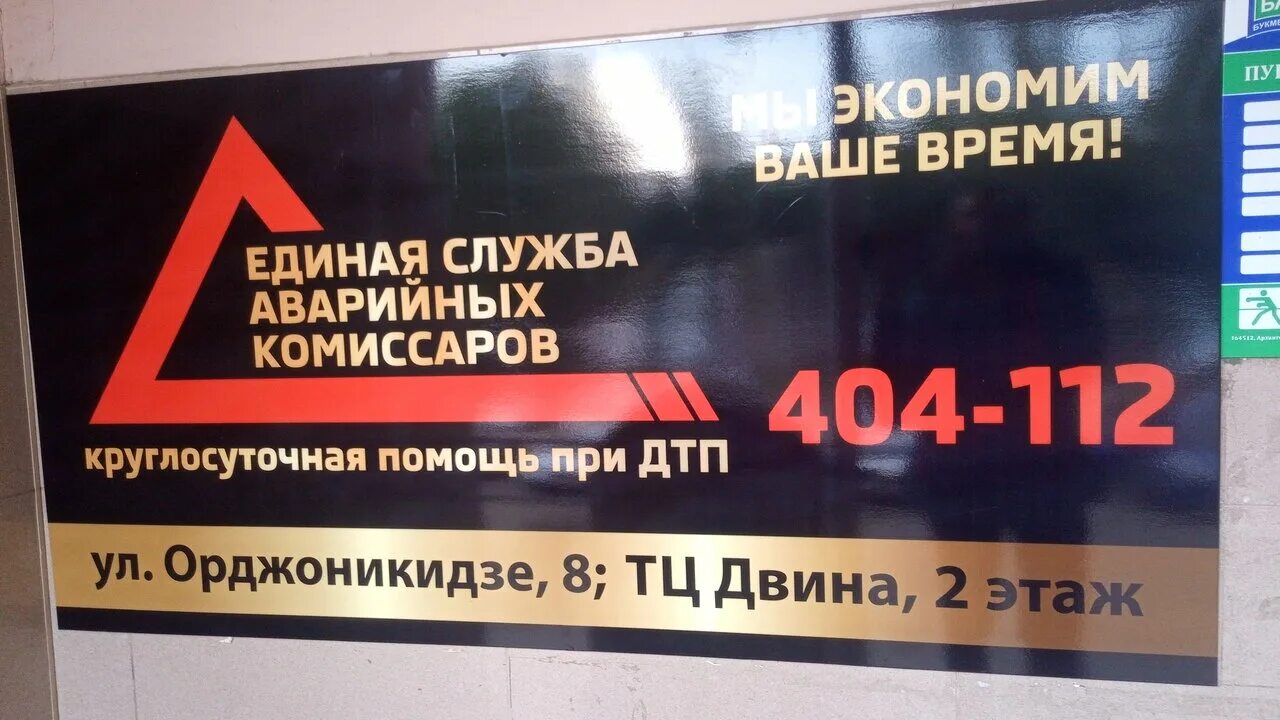 МЫ ЭКОНОМИМ
ВАШЕ ВРЕМЯ!
ЕДИНАЯ СЛУЖБА
АВАРИЙНЫХ
КОМИССАРОВ
404-112
круглосуточная помощь при ДТП
ул. Орджоникидзе, 8; ТЦ Двина, 2 этаж